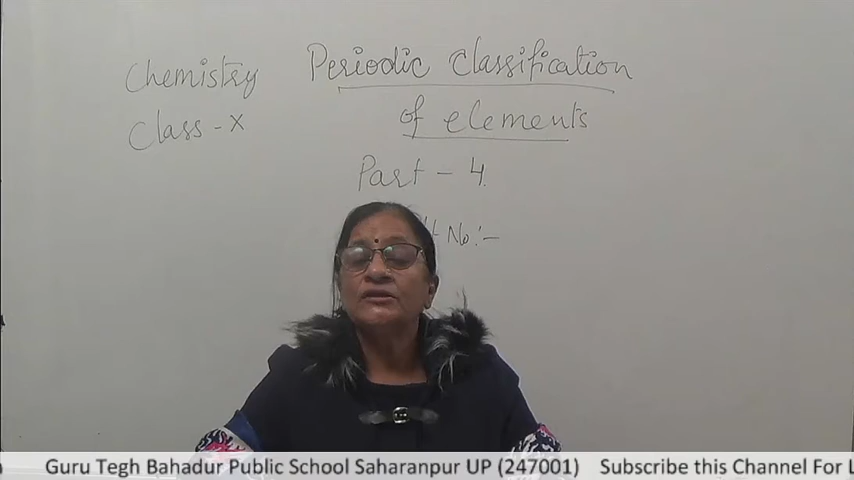 Chemistry Periodic Classification
Class - X of elements
Part - 4
No :-
Guru Tegh Bahadur Public School Saharanpur UP (247001) Subscribe this Channel For